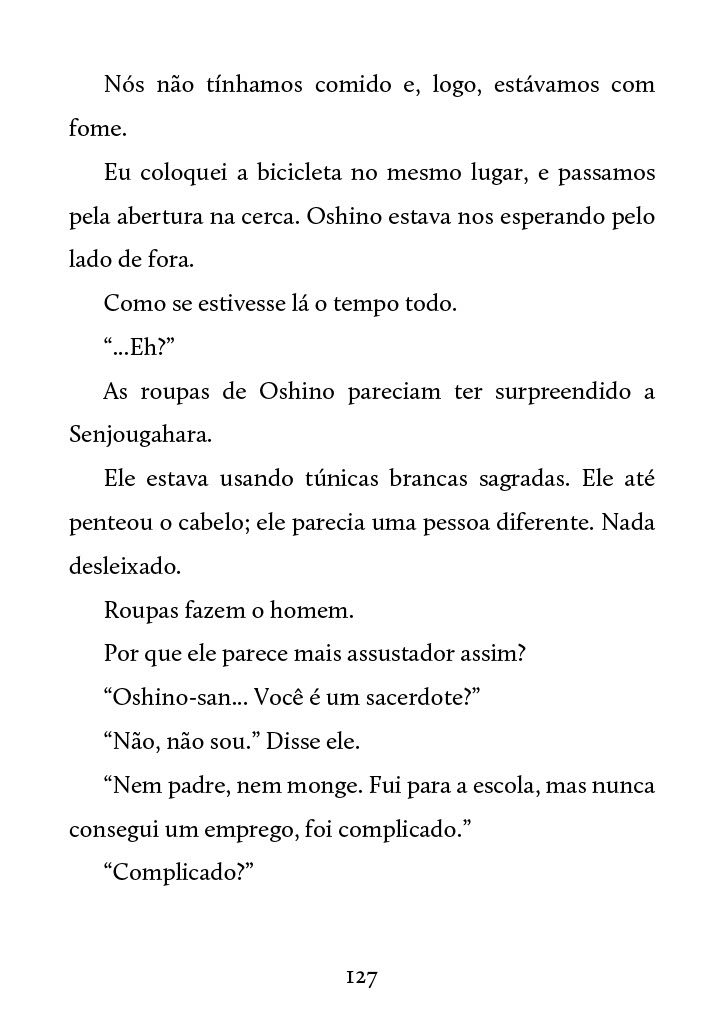 Nós não tínhamos comido e, logo, estávamos com
fome.
Eu coloquei a bicicleta no mesmo lugar, e passamos
pela abertura na cerca. Oshino estava nos esperando pelo
lado de fora.
Como se estivesse lá o tempo todo.
“...Eh?”
As roupas de Oshino pareciam ter surpreendido a
Senjougahara.
Ele estava usando túnicas brancas sagradas. Ele até
penteou o cabelo; ele parecia uma pessoa diferente. Nada
desleixado.
Roupas fazem o homem.
Por que ele parece mais assustador assim?
“Oshino-san... Você é um sacerdote?”
“Não, não sou.” Disse ele.
“Nem padre, nem monge. Fui para a escola, mas nunca
consegui um emprego, foi complicado.”
“Complicado?”
127